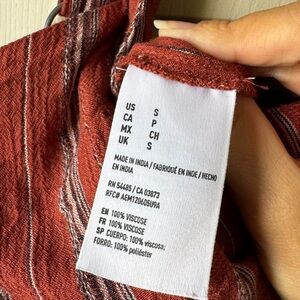 US S
CA P
MX CH
UK S
MADE IN INDIA / FABRIQUÉ EN INDE / HECHO
EN INDIA
RN 54485 / CA 03873
RFC# AEM120605U9A
EN 100% VISCOSE
FR 100% VISCOSE
SP CUERPO: 100% viscosa;
FORRO: 100% poliéster